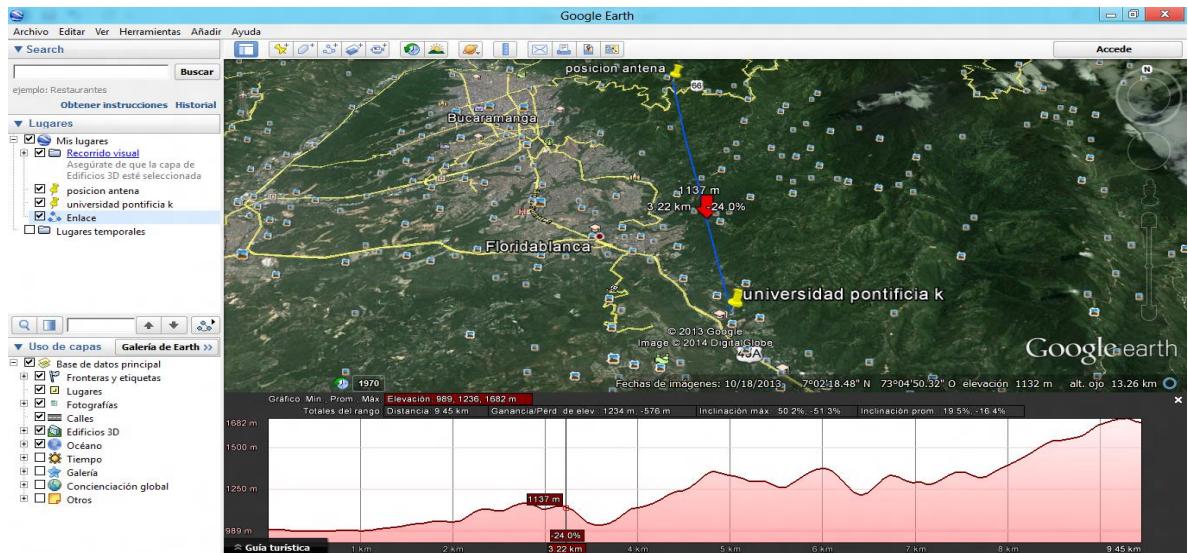 Google Earth
Archivo Editar Ver Herramientas Añadir Ayuda
Search
Buscar
ejemplo: Restaurantes
Obtener instrucciones Historial
Lugares
Mis lugares
Recorrido visual
Asegúrate de que la capa de
Edificios 3D esté seleccionada
posicion antena
universidad pontificia k
Enlace
Lugares temporales
Uso de capas Galería de Earth >>
Base de datos principal
Fronteras y etiquetas
Lugares
Fotografías
Calles
Edificios 3D
Océano
Tiempo
Galería
Concienciación global
Otros
Accede
posicion antena
66
N
Bucaramanga
1137 m
3.22 km -24.0%
Floridablanca
universidad pontificia k
© 2013 Google
Image © 2014 DigitalGlobe
45A
Google earth
1970
Fechas de imágenes: 10/18/2013 7°02'18.48" N 73°04'50.32" O elevación 1132 m alt. ojo 13.26 km
Gráfico Mín., Prom., Máx. Elevación: 989, 1236, 1682 m
Totales del rango: Distancia: 9.45 km Ganancia/Pérd. de elev.: 1234 m, -576 m Inclinación máx: 50.2%, -51.3% Inclinación prom: 19.5%, -16.4%
1682 m
1500 m
1250 m
989 m
1137 m
-24.0%
Guía turística
1 km 2 km 3.22 km 4 km 5 km 6 km 7 km 8 km 9.45 km